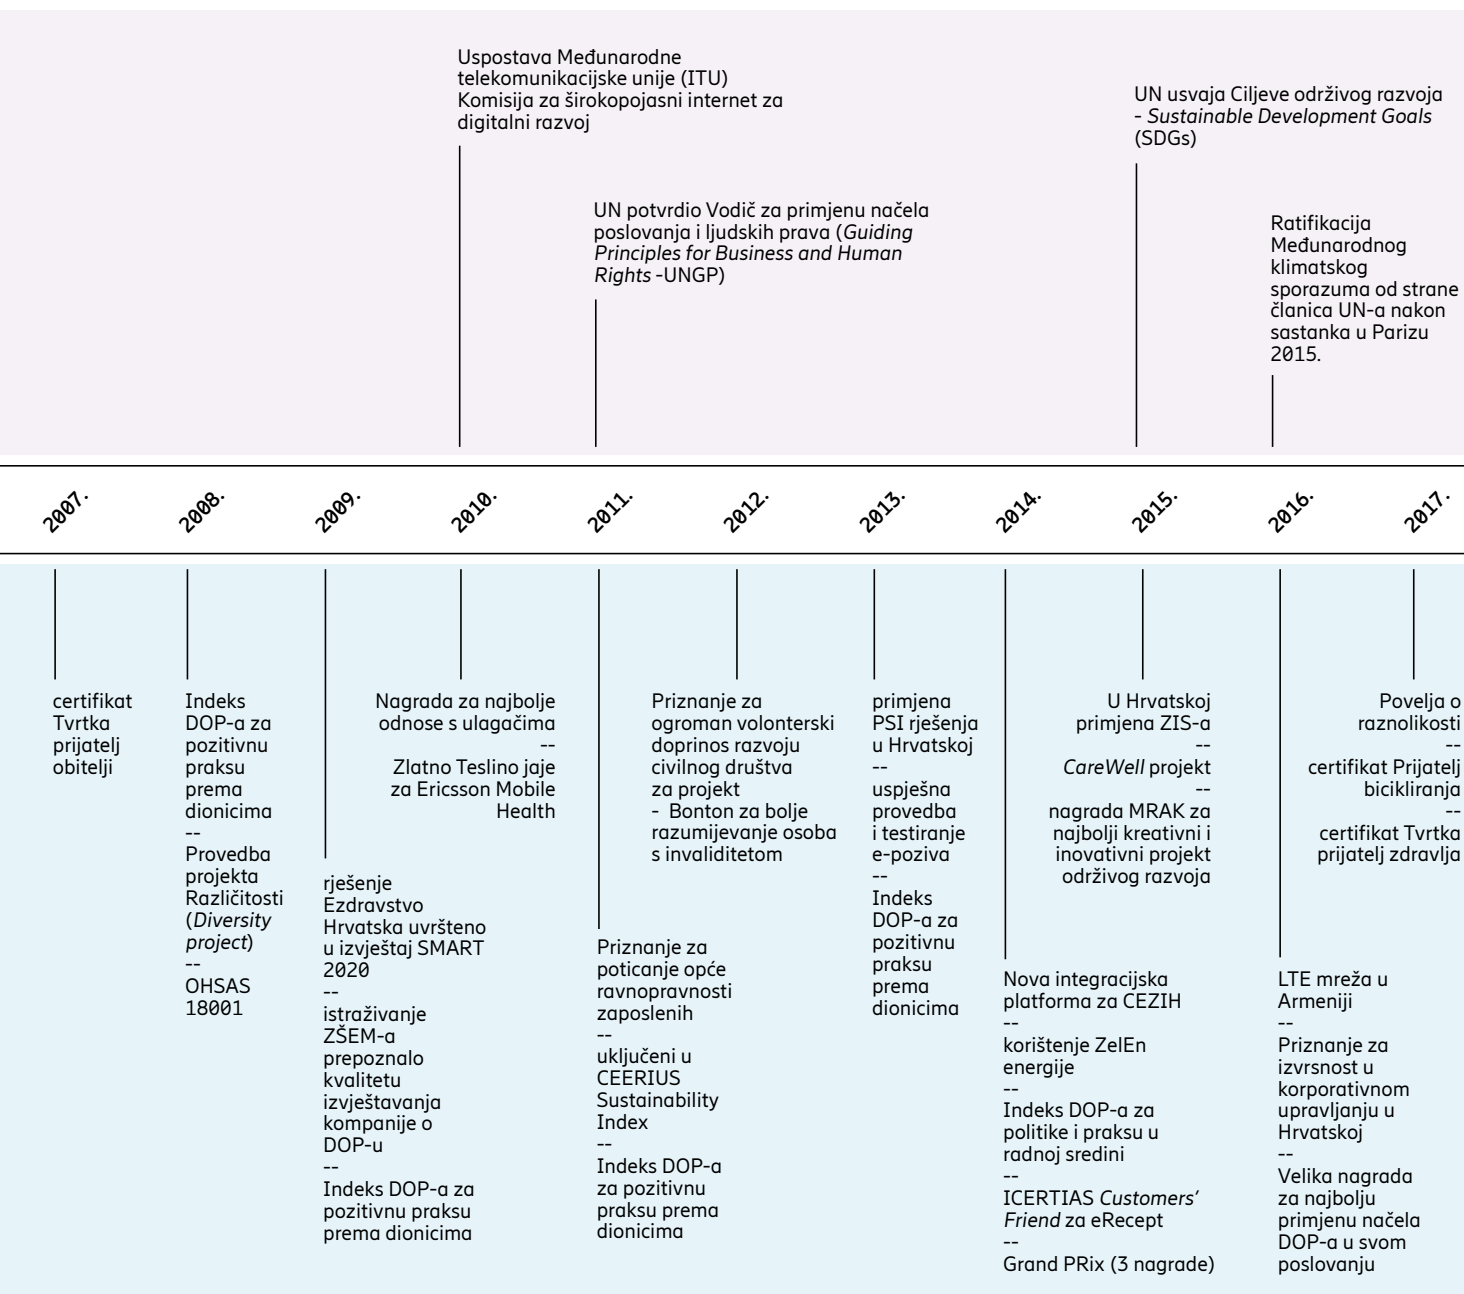 Uspostava Međunarodne
telekomunikacijske unije (ITU)
Komisija za širokopojasni internet za
digitalni razvoj
UN potvrdio Vodič za primjenu načela
poslovanja i ljudskih prava (Guiding
Principles for Business and Human
Rights -UNGP)
UN usvaja Ciljeve održivog razvoja
- Sustainable Development Goals
(SDGs)
Ratifikacija
Međunarodnog
klimatskog
sporazuma od strane
članica UN-a nakon
sastanka u Parizu
2015.
2007.
2008.
2009.
2010.
2011.
2012.
2013.
2014.
2015.
2016.
2017.
certifikat
Tvrtka
prijatelj
obitelji
Indeks
DOP-a za
pozitivnu
praksu
prema
dionicima
--
Provedba
projekta
Različitosti
(Diversity
project)
--
OHSAS
18001
rješenje
Ezdravstvo
Hrvatska uvršteno
u izvještaj SMART
2020
--
istraživanje
ZŠEM-a
prepoznalo
kvalitetu
izvještavanja
kompanije o
DOP-u
--
Indeks DOP-a za
pozitivnu praksu
prema dionicima
Nagrada za najbolje
odnose s ulagačima
--
Zlatno Teslino jaje
za Ericsson Mobile
Health
Priznanje za
poticanje opće
ravnopravnosti
zaposlenih
--
uključeni u
CEERIUS
Sustainability
Index
--
Indeks DOP-a
za pozitivnu
praksu prema
dionicima
Priznanje za
ogroman volonterski
doprinos razvoju
civilnog društva
za projekt
- Bonton za bolje
razumijevanje osoba
s invaliditetom
primjena
PSI rješenja
u Hrvatskoj
--
uspješna
provedba
i testiranje
e-poziva
--
Indeks
DOP-a za
pozitivnu
praksu
prema
dionicima
Nova integracijska
platforma za CEZIH
--
korištenje ZelEn
energije
--
Indeks DOP-a za
politike i praksu u
radnoj sredini
--
ICERTIAS Customers’
Friend za eRecept
--
Grand PRix (3 nagrade)
U Hrvatskoj
primjena ZIS-a
--
CareWell projekt
--
nagrada MRAK za
najbolji kreativni i
inovativni projekt
održivog razvoja
LTE mreža u
Armeniji
--
Priznanje za
izvrsnost u
korporativnom
upravljanju u
Hrvatskoj
--
Velika nagrada
za najbolju
primjenu načela
DOP-a u svom
poslovanju
Povelja o
raznolikosti
--
certifikat Prijatelj
bicikliranja
--
certifikat Tvrtka
prijatelj zdravlja